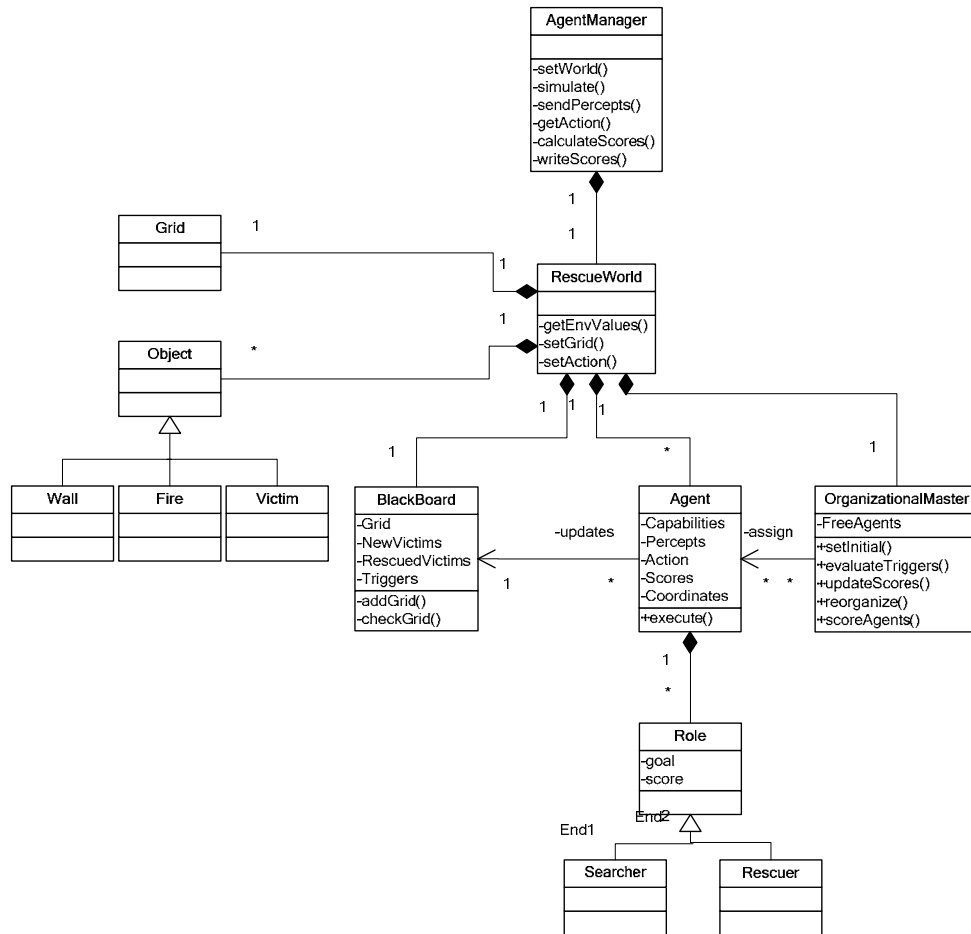 AgentManager
-setWorld()
-simulate()
-sendPercepts()
-getAction()
-calculateScores()
-writeScores()
1
1
Grid
1
1
RescueWorld
-getEnvValues()
-setGrid()
-setAction()
1
Object
*
Wall
Fire
Victim
1
1
1
1
*
1
BlackBoard
-Grid
-NewVictims
-RescuedVictims
-Triggers
-addGrid()
-checkGrid()
-updates
1
*
Agent
-Capabilities
-Percepts
-Action
-Scores
-Coordinates
+execute()
-assign
*
*
OrganizationalMaster
-FreeAgents
+setInitial()
+evaluateTriggers()
+updateScores()
+reorganize()
+scoreAgents()
1
*
Role
-goal
-score
End1
End2
Searcher
Rescuer